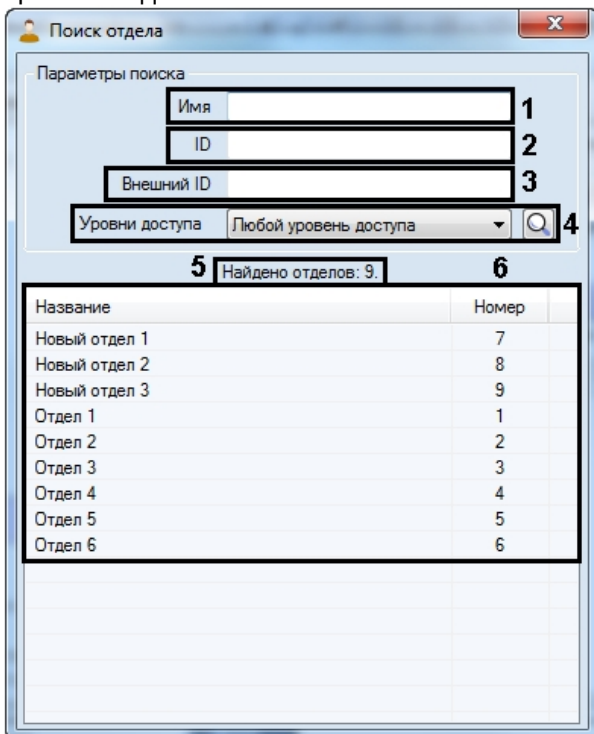 Поиск отдела
Параметры поиска
Имя 1
ID 2
Внешний ID 3
Уровни доступа Любой уровень доступа 4
5 Найдено отделов: 9. 6
Название Номер
Новый отдел 1 7
Новый отдел 2 8
Новый отдел 3 9
Отдел 1 1
Отдел 2 2
Отдел 3 3
Отдел 4 4
Отдел 5 5
Отдел 6 6